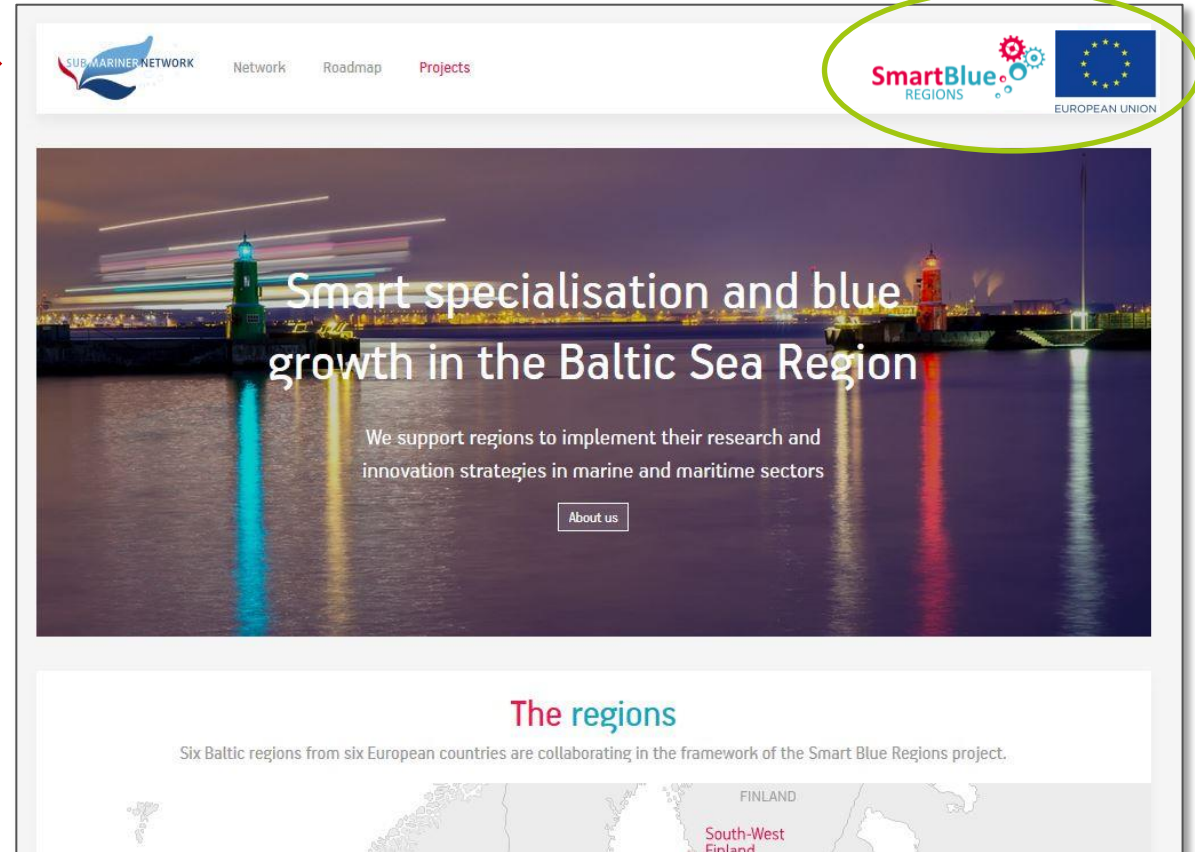 SUBMARINER NETWORK
Network Roadmap Projects
SmartBlue
REGIONS
EUROPEAN UNION
Smart specialisation and blue
growth in the Baltic Sea Region
We support regions to implement their research and
innovation strategies in marine and maritime sectors
About us
The regions
Six Baltic regions from six European countries are collaborating in the framework of the Smart Blue Regions project.
FINLAND
South-West
Finland